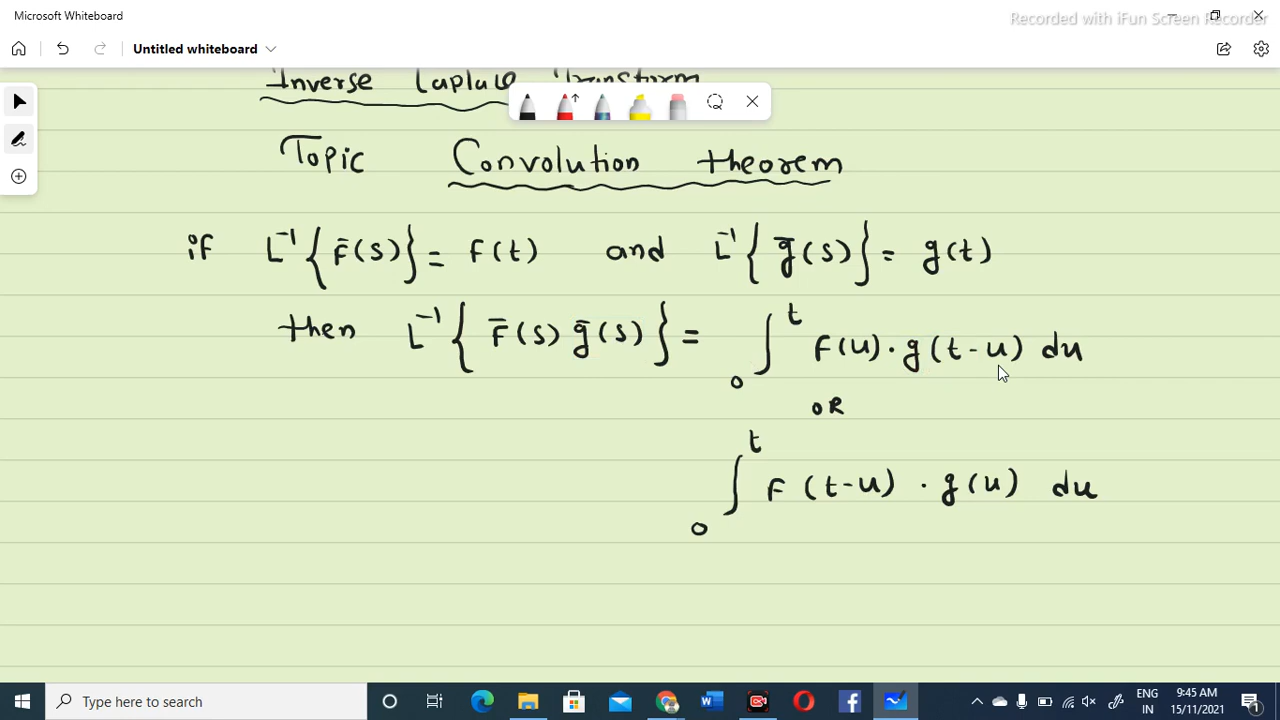 Microsoft Whiteboard
Recorded with iFun Screen Recorder
Untitled whiteboard
Inverse Laplace Transform
Topic Convolution theorem
if L⁻¹{F̄(s)} = F(t) and L⁻¹{ḡ(s)} = g(t)
then L⁻¹{F̄(s) ḡ(s)} = ∫₀ᵗ F(u)·g(t-u) du
OR
∫₀ᵗ F(t-u)·g(u) du
Type here to search
ENG
IN
9:45 AM
15/11/2021
1